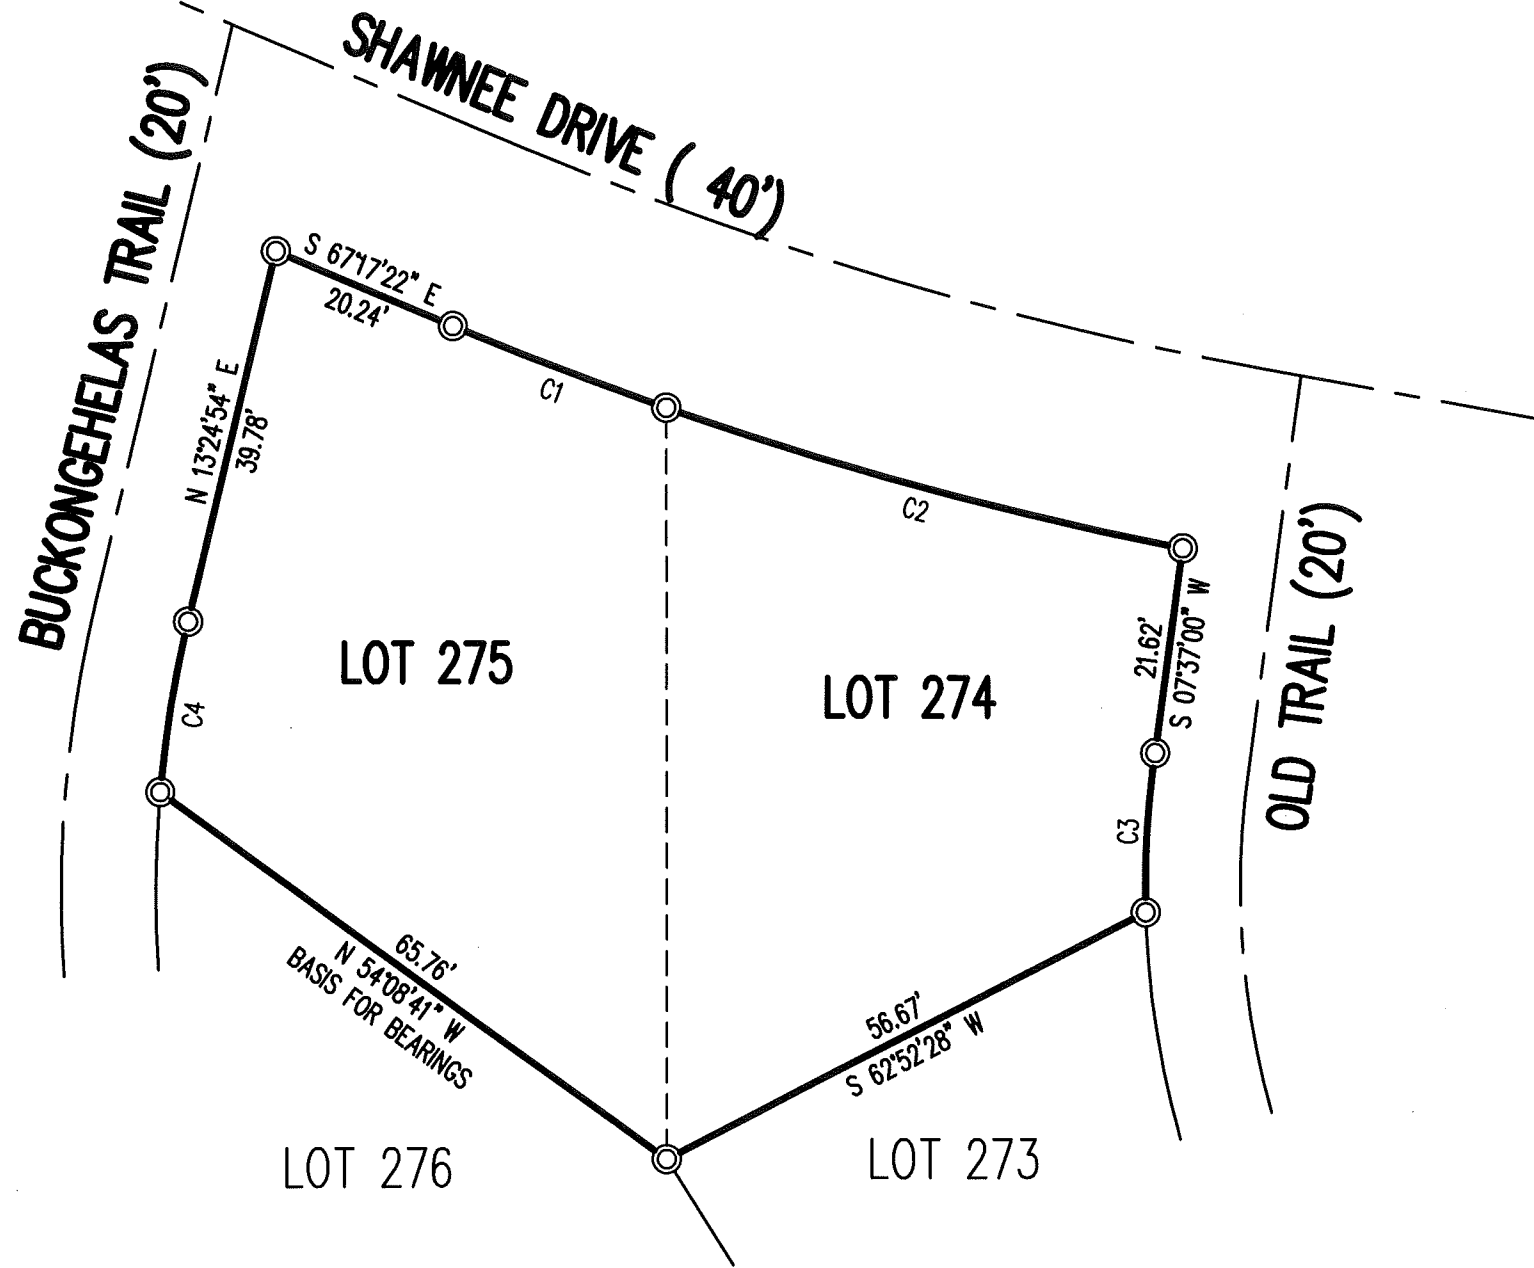 SHAWNEE DRIVE ( 40')
BUCKONGEHELAS TRAIL (20')
S 67°17'22" E
20.24'
C1
N 13°24'54" E
39.78'
C2
OLD TRAIL (20')
21.62'
S 07°37'00" W
LOT 275
LOT 274
C4
C3
65.76'
N 54°08'41" W
BASIS FOR BEARINGS
56.67'
S 62°52'28" W
LOT 276
LOT 273